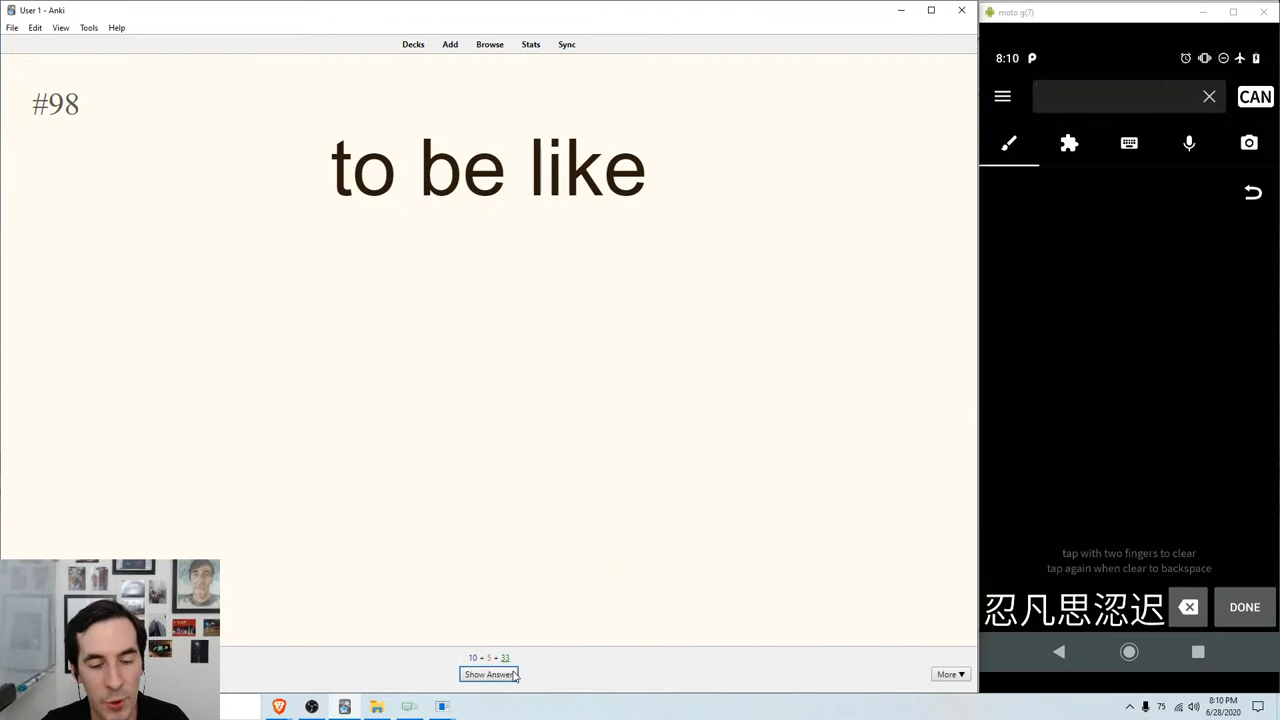 User 1 - Anki
File Edit View Tools Help
Decks Add Browse Stats Sync
#98
to be like
10 + 5 + 33
Show Answer
More ▼
moto g(7)
8:10
CAN
tap with two fingers to clear
tap again when clear to backspace
忍凡思涊迟
DONE
75
8:10 PM
6/28/2020